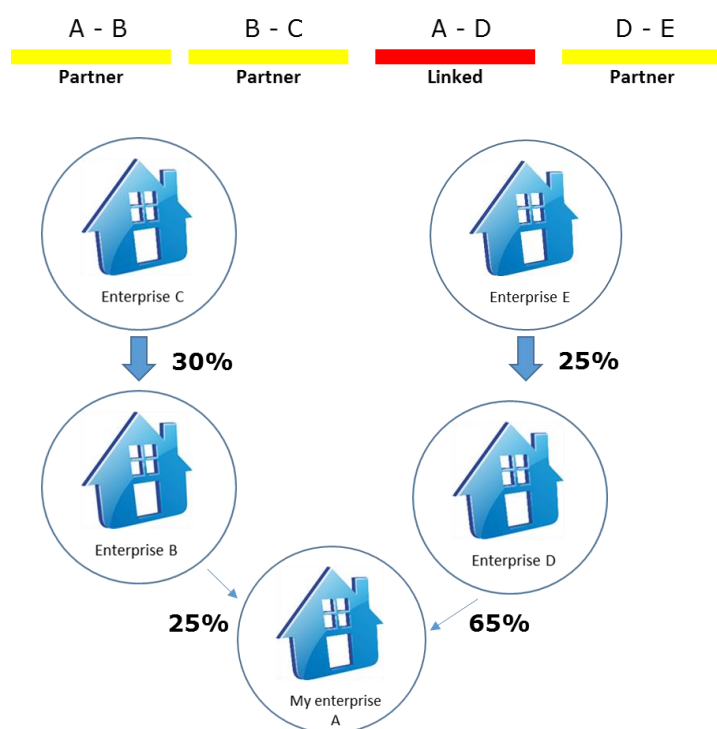 A - B
B - C
A - D
D - E
Partner
Partner
Linked
Partner
Enterprise C
Enterprise E
30%
25%
Enterprise B
Enterprise D
25%
65%
My enterprise
A